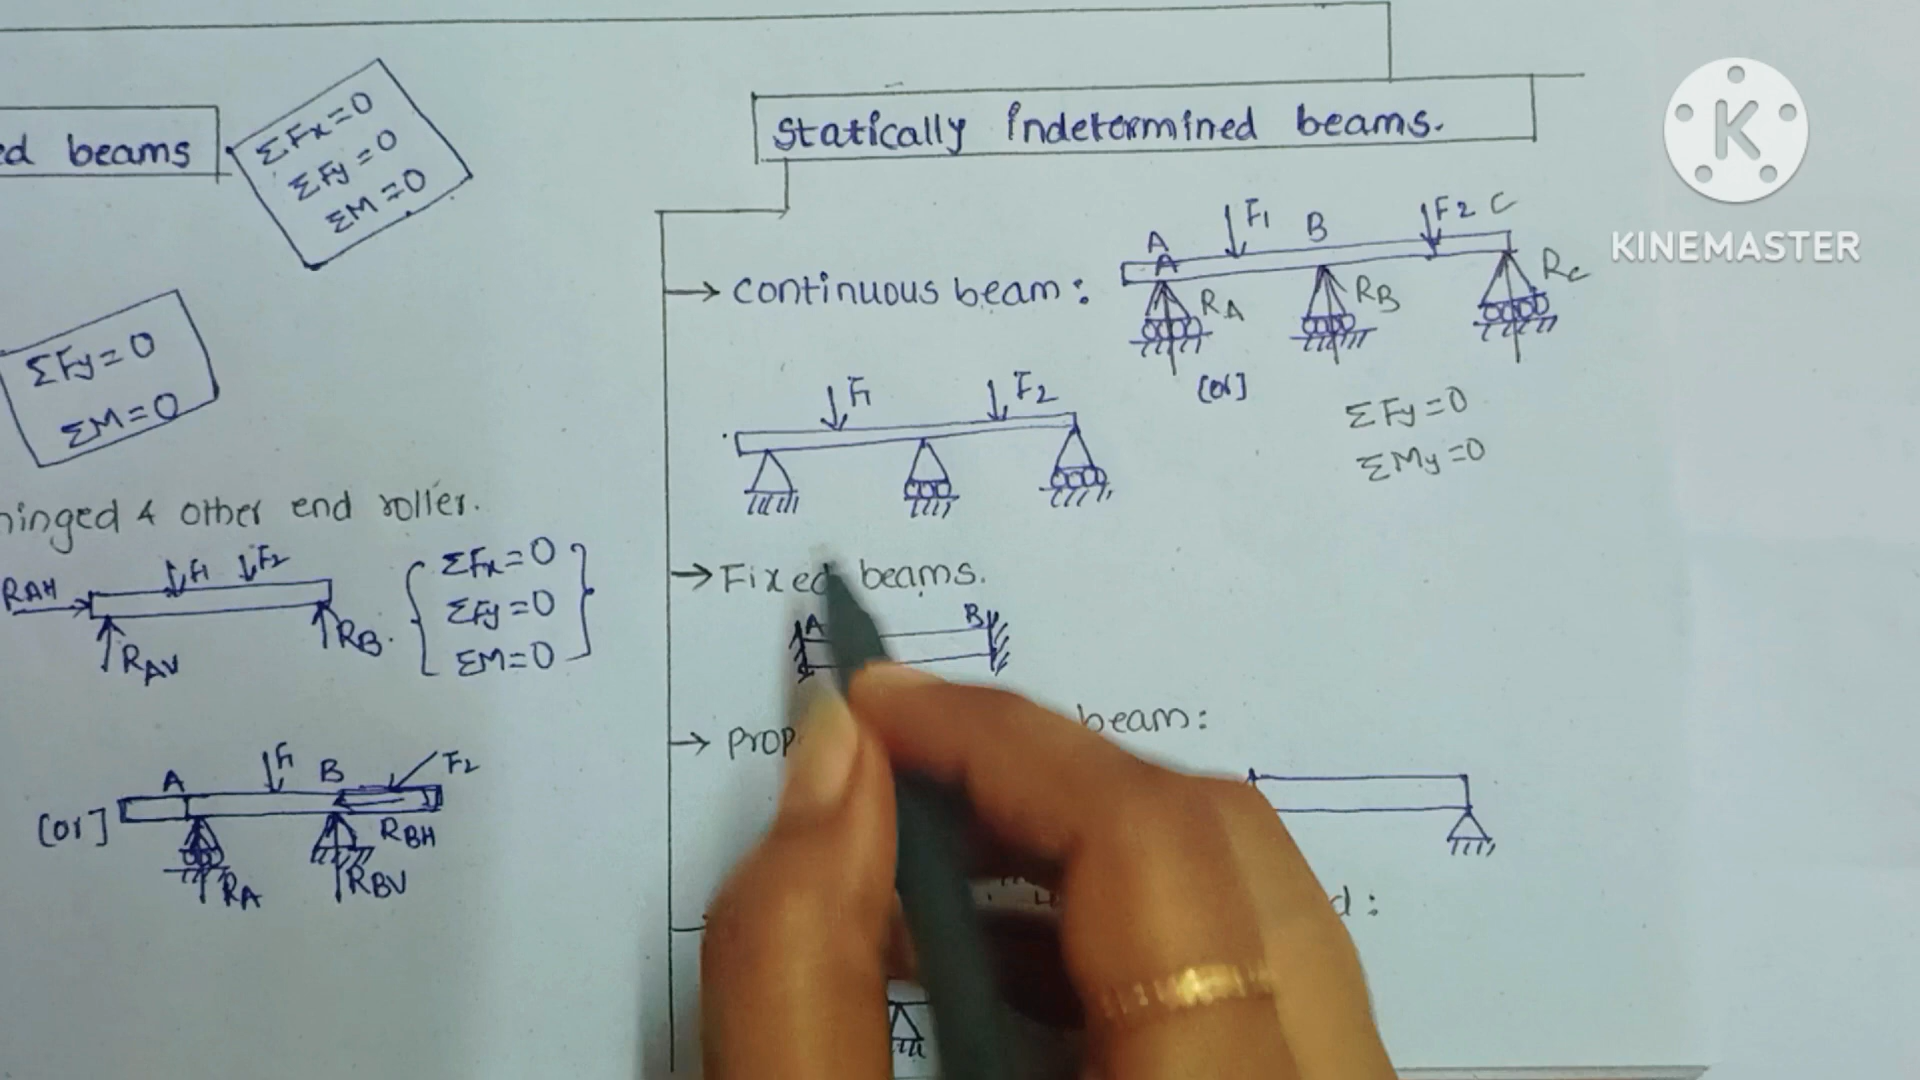 ed beams
ΣFx=0
ΣFy=0
ΣM=0
ΣFy=0
ΣM=0
hinged & other end roller.
RAH
F1
F2
RAV
RB.
ΣFx=0
ΣFy=0
ΣM=0
[or]
A
F1
B
F2
RBH
RA
RBV
Statically indetermined beams.
→ continuous beam:
A
A
F1
B
F2
C
RA
RB
RC
[or]
ΣFy=0
ΣMy=0
F1
F2
→ Fixed beams.
A
B
→ Prop beam:
d:
K
KINEMASTER